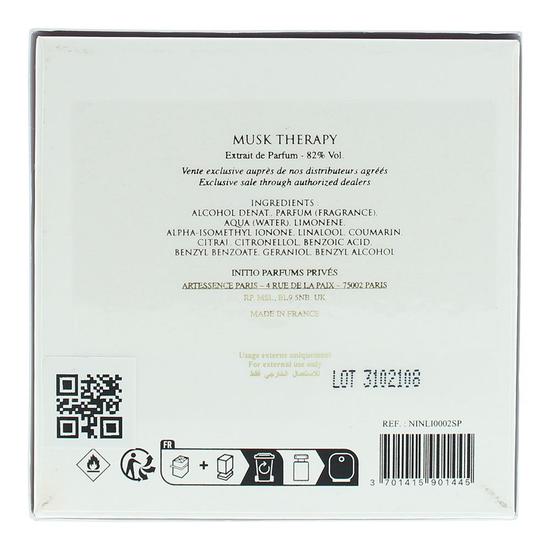 MUSK THERAPY
Extrait de Parfum - 82% Vol.
Vente exclusive auprès de nos distributeurs agréés
Exclusive sale through authorized dealers
INGREDIENTS :
ALCOHOL DENAT., PARFUM (FRAGRANCE),
AQUA (WATER), LIMONENE,
ALPHA-ISOMETHYL IONONE, LINALOOL, COUMARIN,
CITRAL, CITRONELLOL, BENZOIC ACID,
BENZYL BENZOATE, GERANIOL, BENZYL ALCOHOL
INITIO PARFUMS PRIVÉS
ARTESSENCE PARIS – 4 RUE DE LA PAIX – 75002 PARIS
RP. MSL, BL9 5NB. UK
MADE IN FRANCE
Usage externe uniquement
For external use only
للاستعمال الخارجي فقط
LOT 3102108
REF. : NINLI0002SP
FR
3 701415 901445